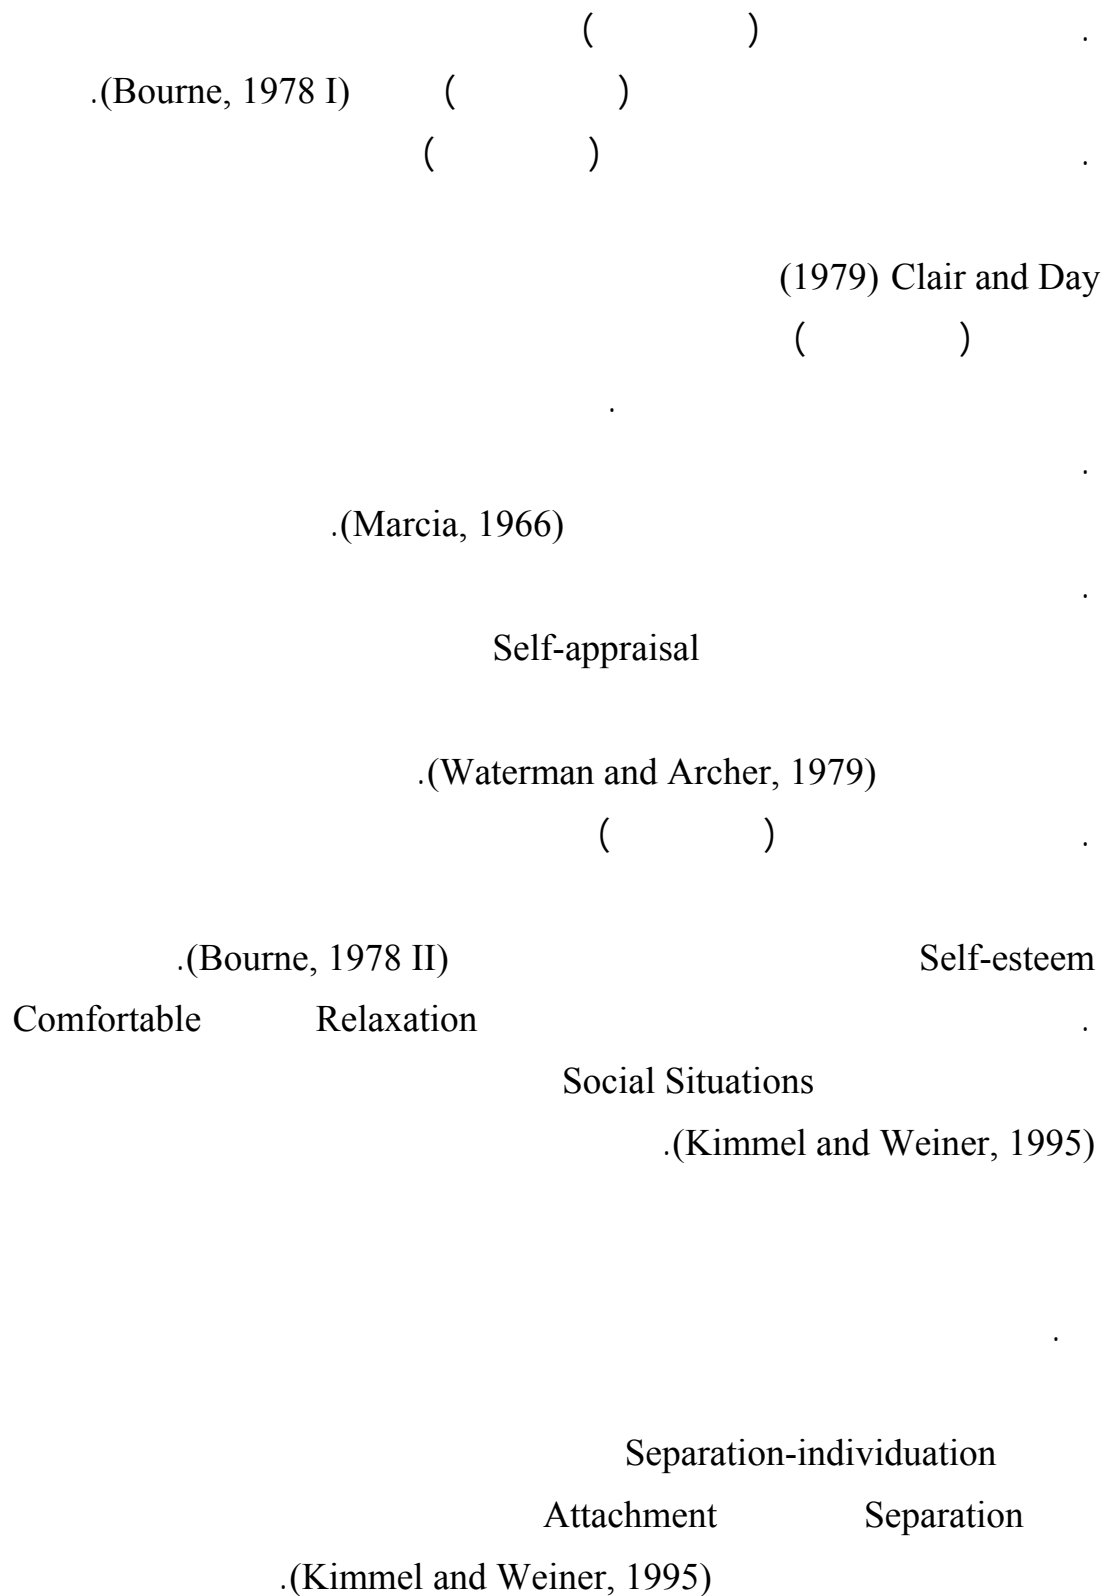 ( ) .
( ) (Bourne, 1978 I).
( ) .
Clair and Day (1979)
( )
.
.
(Marcia, 1966).
.
Self-appraisal
(Waterman and Archer, 1979).
( ) .
Self-esteem (Bourne, 1978 II).
. Relaxation Comfortable
Social Situations
(Kimmel and Weiner, 1995).
.
Separation-individuation
Separation Attachment
(Kimmel and Weiner, 1995).